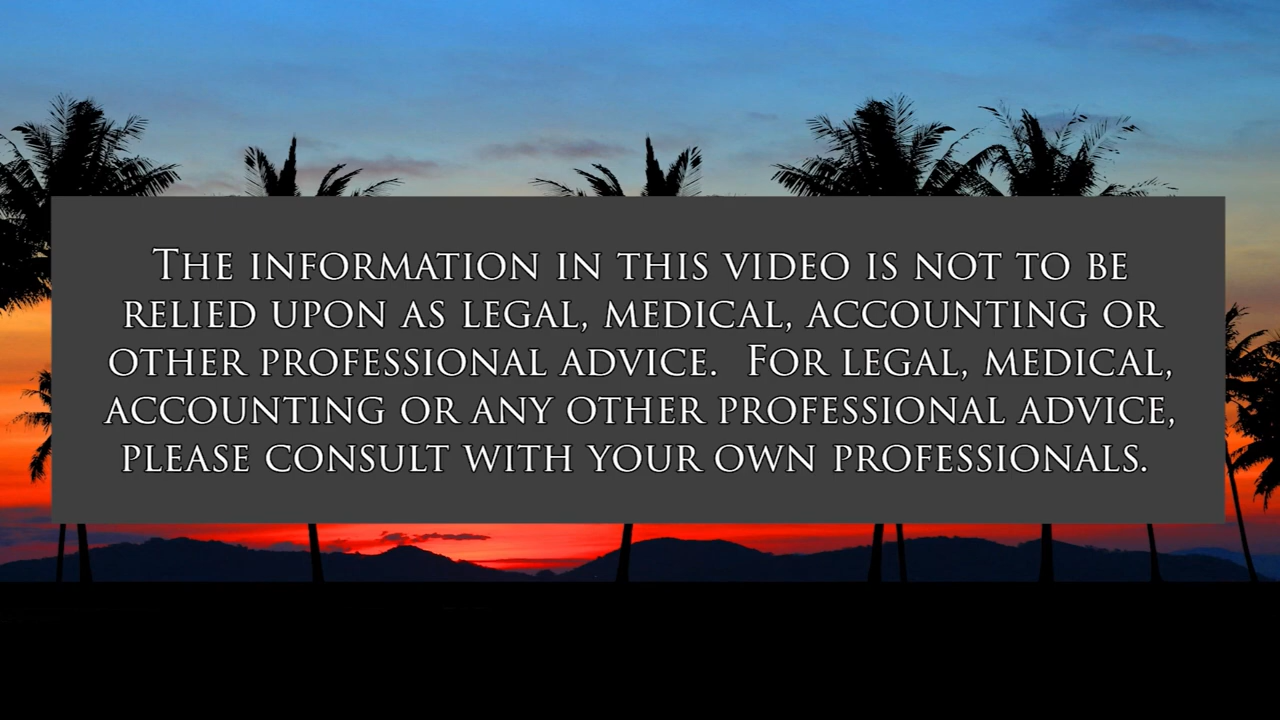 The information in this video is not to be
relied upon as legal, medical, accounting or
other professional advice.  For legal, medical,
accounting or any other professional advice,
please consult with your own professionals.